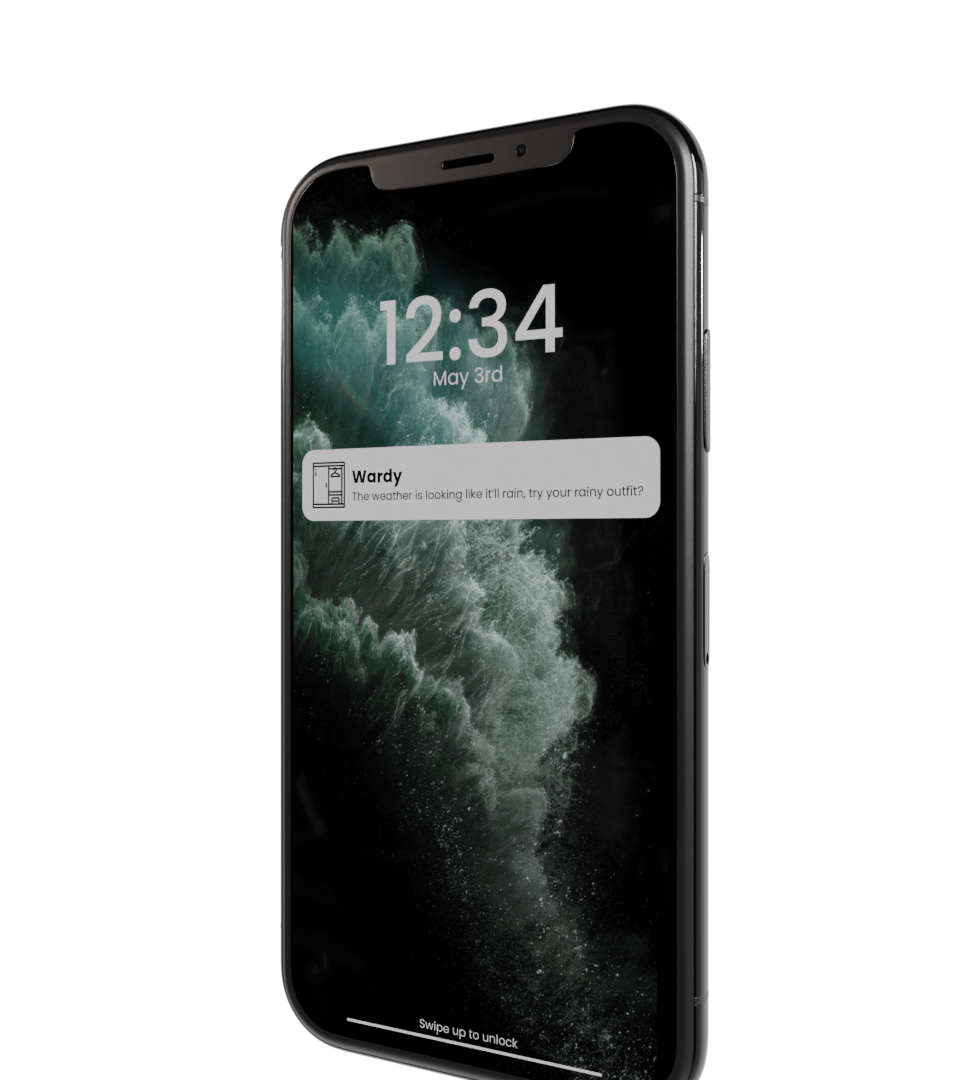 12:34
May 3rd
Wardy
The weather is looking like it'll rain, try your rainy outfit?
Swipe up to unlock